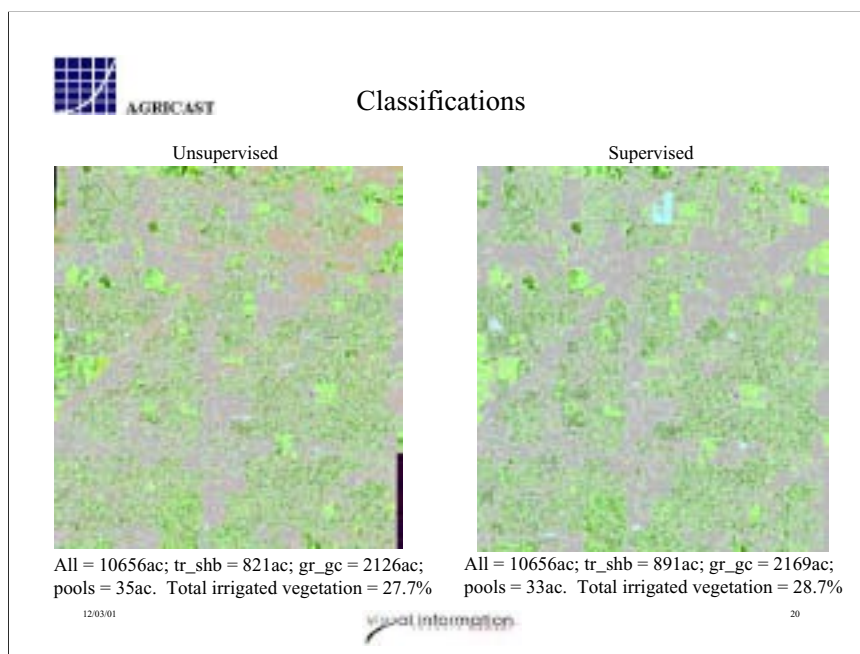 AGRICAST
Classifications
Unsupervised
Supervised
All = 10656ac; tr_shb = 821ac; gr_gc = 2126ac;
pools = 35ac. Total irrigated vegetation = 27.7%
All = 10656ac; tr_shb = 891ac; gr_gc = 2169ac;
pools = 33ac. Total irrigated vegetation = 28.7%
12/03/01
visual information
20